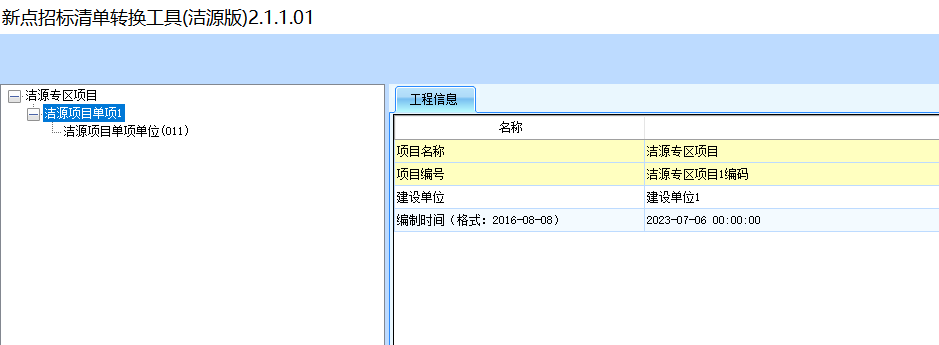 新点招标清单转换工具(洁源版)2.1.1.01
洁源专区项目
洁源项目单项1
洁源项目单项单位(011)
工程信息
名称
项目名称 洁源专区项目
项目编号 洁源专区项目1编码
建设单位 建设单位1
编制时间（格式：2016-08-08） 2023-07-06 00:00:00